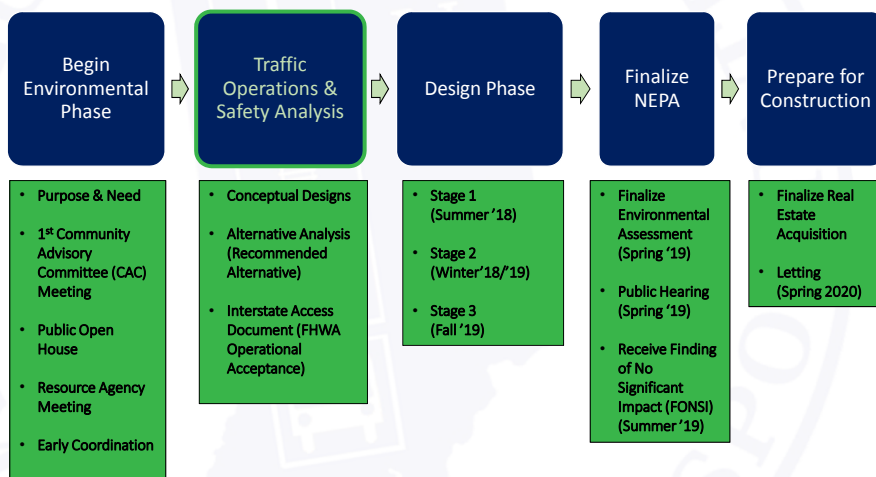 Begin
Environmental
Phase
Traffic
Operations &
Safety Analysis
Design Phase
Finalize
NEPA
Prepare for
Construction
• Purpose & Need
• 1st Community
Advisory
Committee (CAC)
Meeting
• Public Open
House
• Resource Agency
Meeting
• Early Coordination
• Conceptual Designs
• Alternative Analysis
(Recommended
Alternative)
• Interstate Access
Document (FHWA
Operational
Acceptance)
• Stage 1
(Summer ’18)
• Stage 2
(Winter’18/’19)
• Stage 3
(Fall ’19)
• Finalize
Environmental
Assessment
(Spring ’19)
• Public Hearing
(Spring ’19)
• Receive Finding
of No
Significant
Impact (FONSI)
(Summer ’19)
• Finalize Real
Estate
Acquisition
• Letting
(Spring 2020)